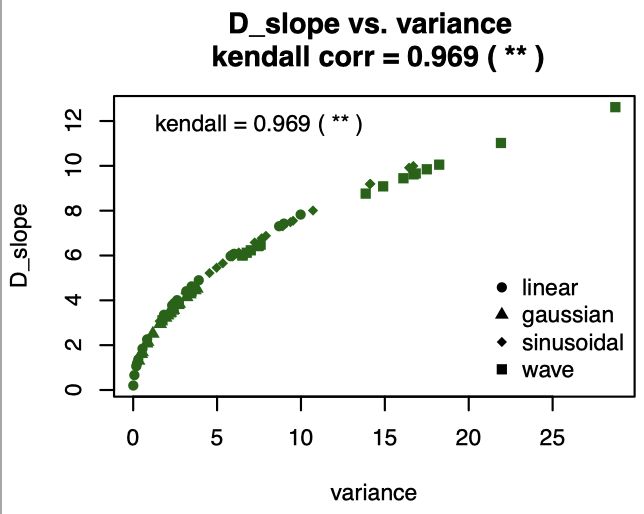 D_slope vs. variance
kendall corr = 0.969 ( ** )
kendall = 0.969 ( ** )
D_slope
12
10
8
6
4
2
0
linear
gaussian
sinusoidal
wave
0 5 10 15 20 25
variance